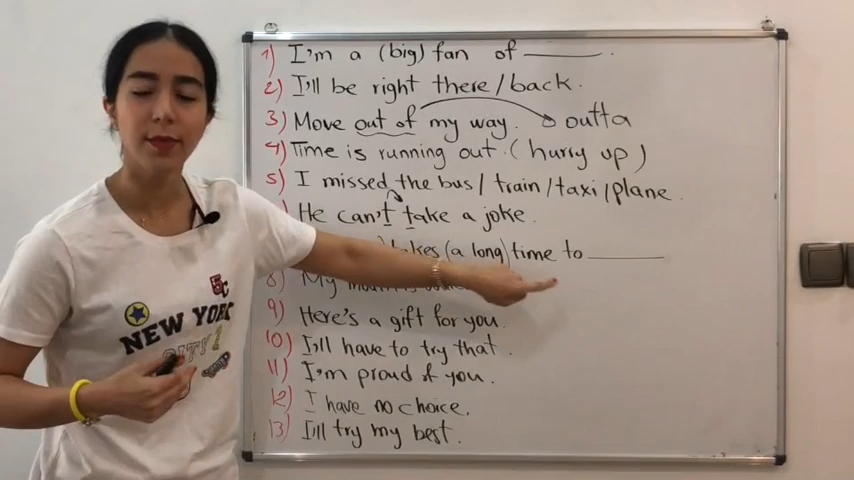 1) I'm a (big) fan of ______.
2) I'll be right there/back.
3) Move out of my way. outta
4) Time is running out. (hurry up)
5) I missed the bus/train/taxi/plane.
) He can't take a joke.
takes (a long) time to ______
8) My
9) Here's a gift for you.
10) I'll have to try that.
11) I'm proud of you.
12) I have no choice.
13) I'll try my best.
NEW YORK
CITY